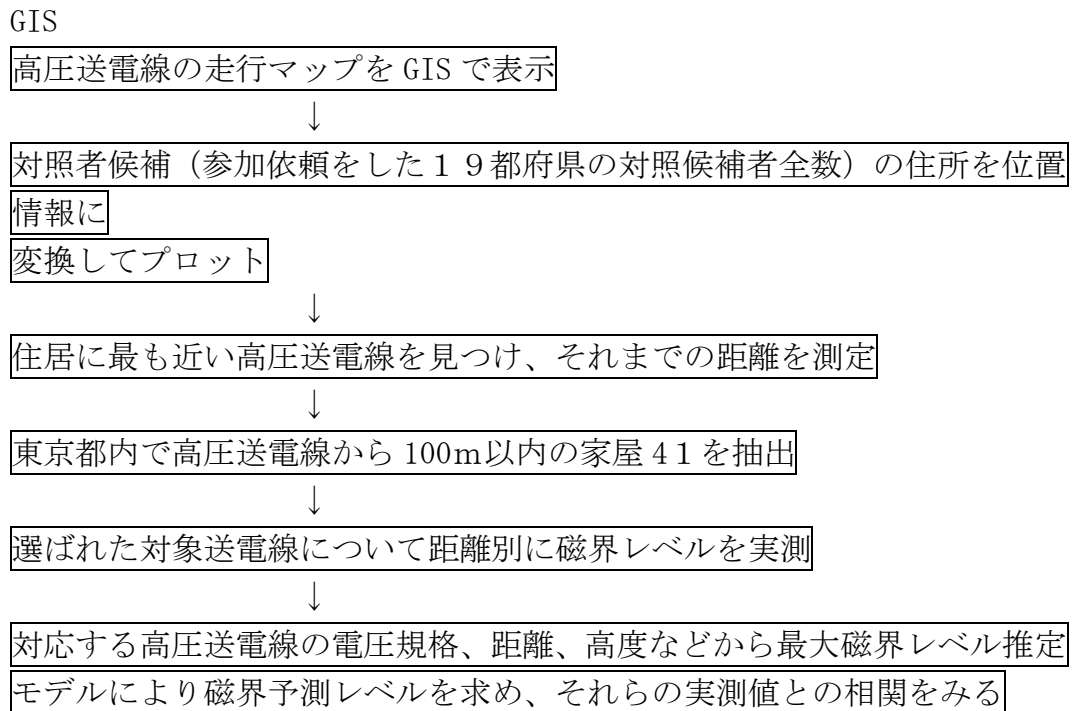 GIS
高圧送電線の走行マップを GIS で表示
↓
対照者候補（参加依頼をした１９都府県の対照候補者全数）の住所を位置
情報に
変換してプロット
↓
住居に最も近い高圧送電線を見つけ、それまでの距離を測定
↓
東京都内で高圧送電線から 100ｍ以内の家屋４１を抽出
↓
選ばれた対象送電線について距離別に磁界レベルを実測
↓
対応する高圧送電線の電圧規格、距離、高度などから最大磁界レベル推定
モデルにより磁界予測レベルを求め、それらの実測値との相関をみる